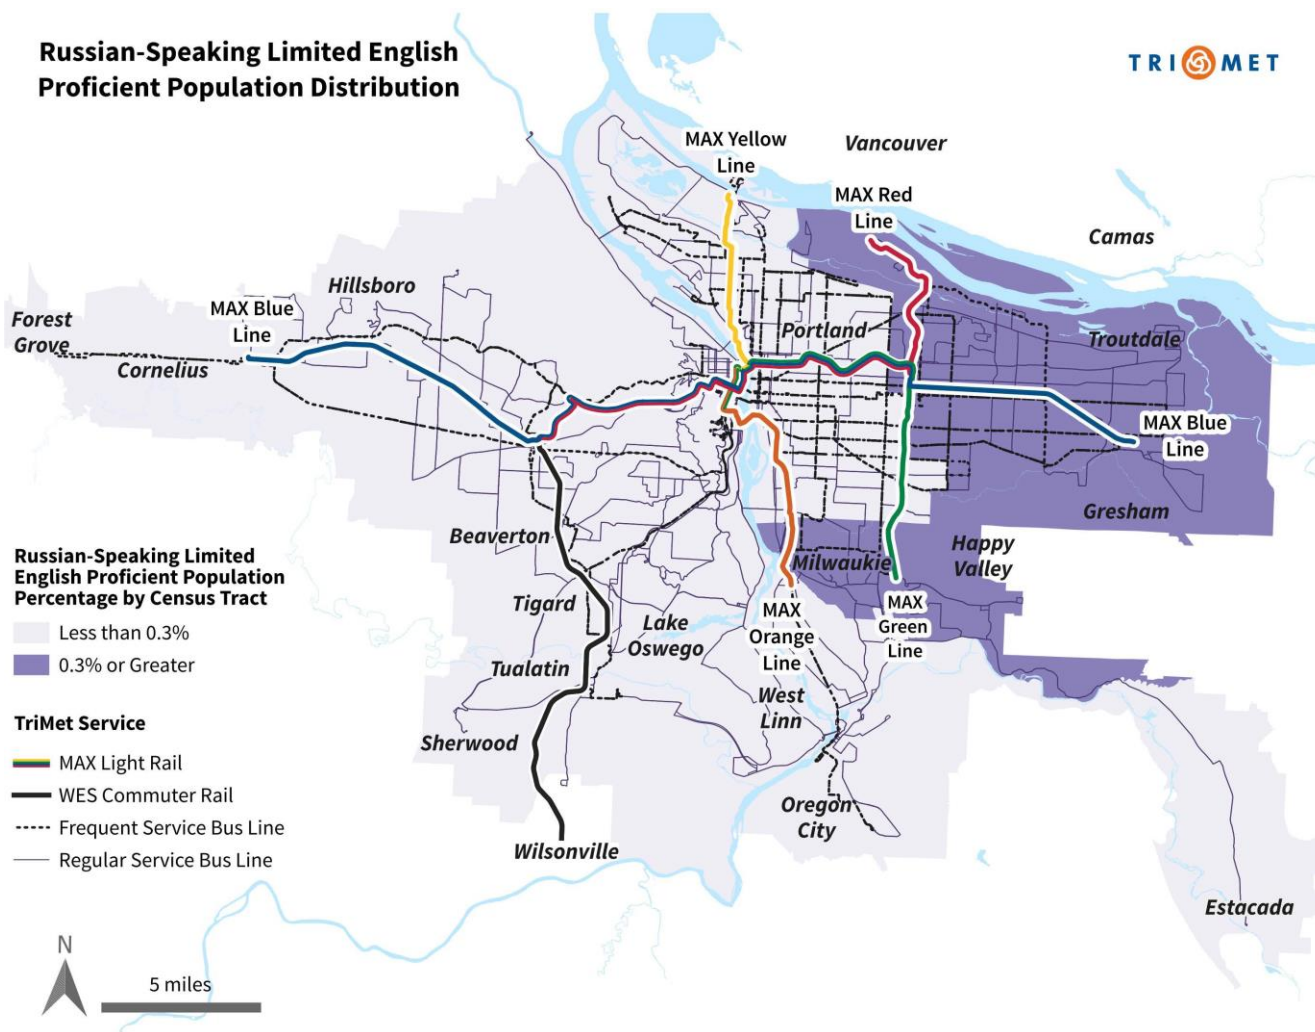 Russian-Speaking Limited English
Proficient Population Distribution
TRI MET
MAX Yellow
Line
Vancouver
MAX Red
Line
Camas
Hillsboro
MAX Blue
Line
Forest
Grove
Cornelius
Portland
Troutdale
MAX Blue
Line
Gresham
Beaverton
Happy
Valley
Milwaukie
Tigard
Lake
Oswego
MAX
Orange
Line
MAX
Green
Line
Tualatin
West
Linn
Sherwood
Oregon
City
Wilsonville
Estacada
Russian-Speaking Limited
English Proficient Population
Percentage by Census Tract
Less than 0.3%
0.3% or Greater
TriMet Service
MAX Light Rail
WES Commuter Rail
Frequent Service Bus Line
Regular Service Bus Line
N
5 miles